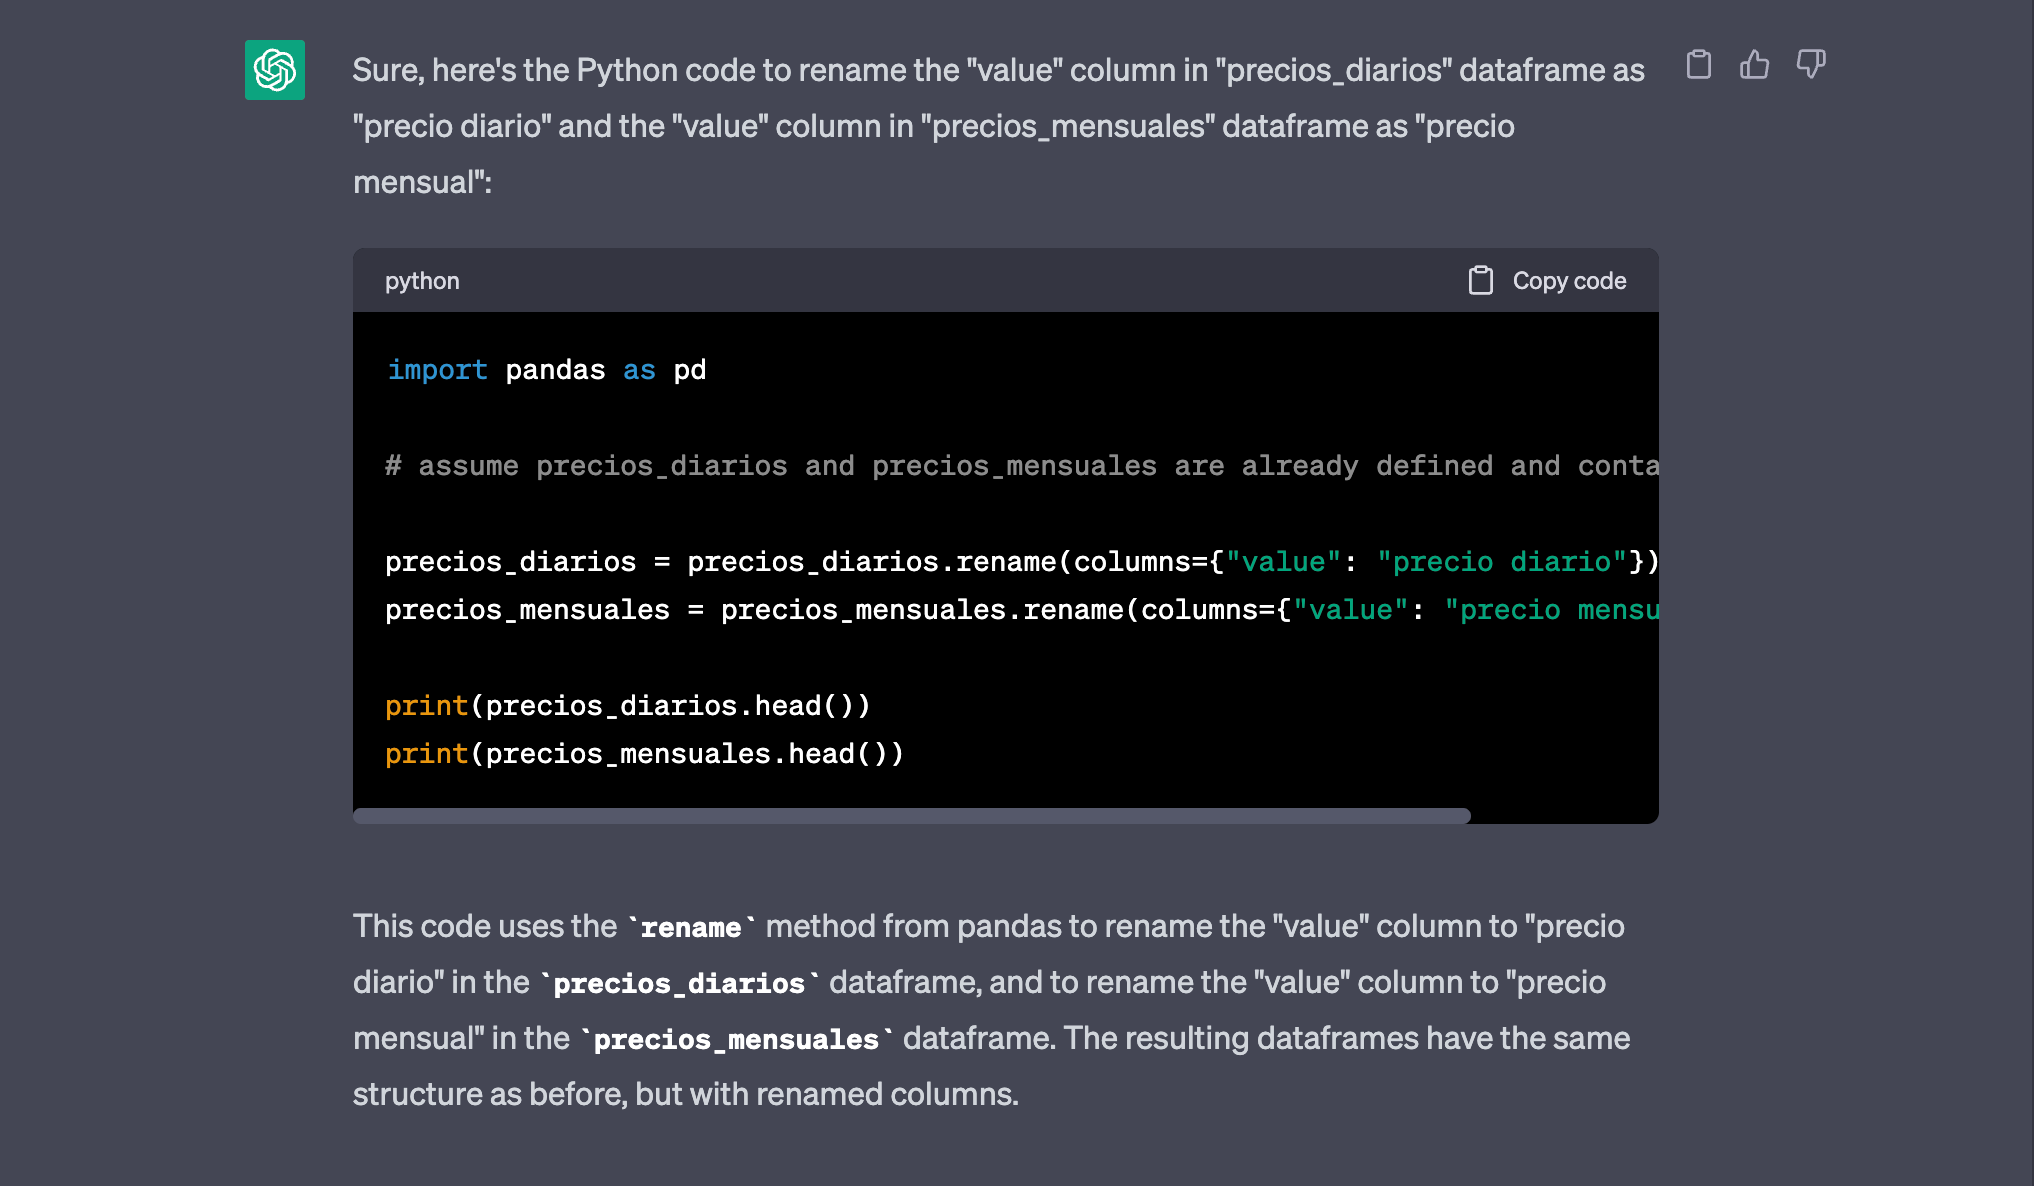 Sure, here's the Python code to rename the "value" column in "precios_diarios" dataframe as
"precio diario" and the "value" column in "precios_mensuales" dataframe as "precio
mensual":
python
Copy code
import pandas as pd
# assume precios_diarios and precios_mensuales are already defined and conta
precios_diarios = precios_diarios.rename(columns={"value": "precio diario"})
precios_mensuales = precios_mensuales.rename(columns={"value": "precio mensu
print(precios_diarios.head())
print(precios_mensuales.head())
This code uses the `rename` method from pandas to rename the "value" column to "precio
diario" in the `precios_diarios` dataframe, and to rename the "value" column to "precio
mensual" in the `precios_mensuales` dataframe. The resulting dataframes have the same
structure as before, but with renamed columns.